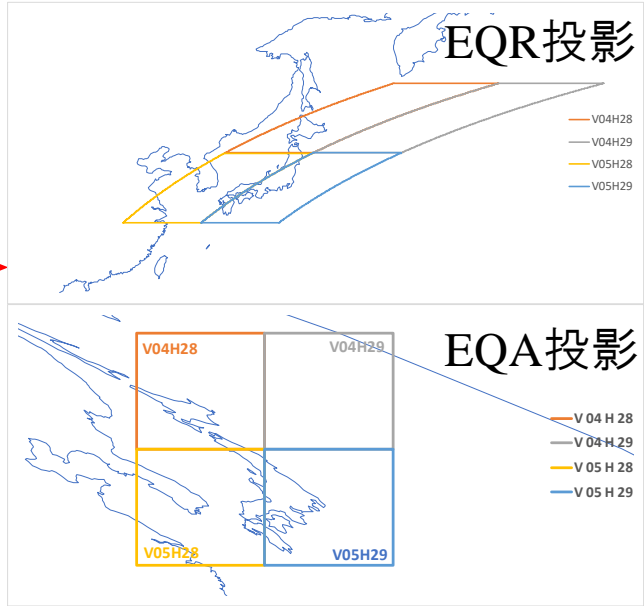 EQR投影
V04H28
V04H29
V05H28
V05H29
EQA投影
V04H28
V04H29
V05H28
V05H29
V 04 H 28
V 04 H 29
V 05 H 28
V 05 H 29